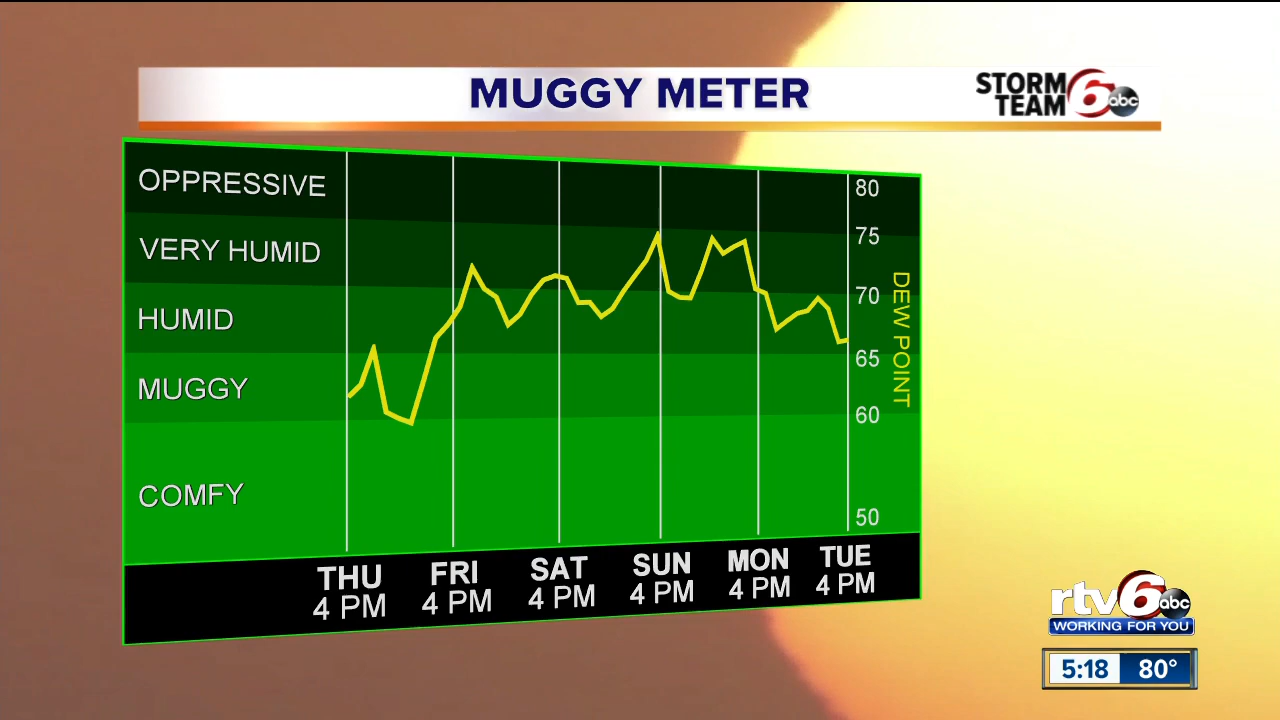 MUGGY METER
STORM
TEAM 6 abc
OPPRESSIVE
VERY HUMID
HUMID
MUGGY
COMFY
80
75
70
65
60
50
DEW POINT
THU
4 PM
FRI
4 PM
SAT
4 PM
SUN
4 PM
MON
4 PM
TUE
4 PM
rtv6 abc
WORKING FOR YOU
5:18 80°